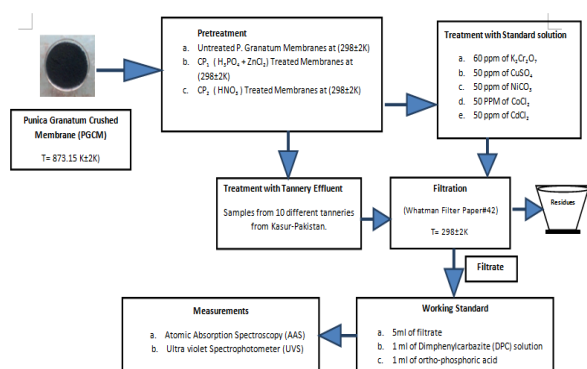 Pretreatment
a. Untreated P. Granatum Membranes at (298±2K)
b. CP₁ ( H₃PO₄ + ZnCl₂) Treated Membranes at
(298±2K)
c. CP₂ ( HNO₃ ) Treated Membranes at (298±2K)
Treatment with Standard solution
a. 60 ppm of K₂Cr₂O₇
b. 50 ppm of CuSO₄
c. 50 ppm of NiCO₃
d. 50 PPM of CoCl₂
e. 50 ppm of CdCl₂
Punica Granatum Crushed
Membrane (PGCM)
T= 873.15 K±2K)
Treatment with Tannery Effluent
Samples from 10 different tanneries
from Kasur-Pakistan.
Filtration
(Whatman Filter Paper#42)
T= 298±2K
Residues
Filtrate
Measurements
a. Atomic Absorption Spectroscopy (AAS)
b. Ultra violet Spectrophotometer (UVS)
Working Standard
a. 5ml of filtrate
b. 1 ml of Dimphenylcarbazite (DPC) solution
c. 1 ml of ortho-phosphoric acid